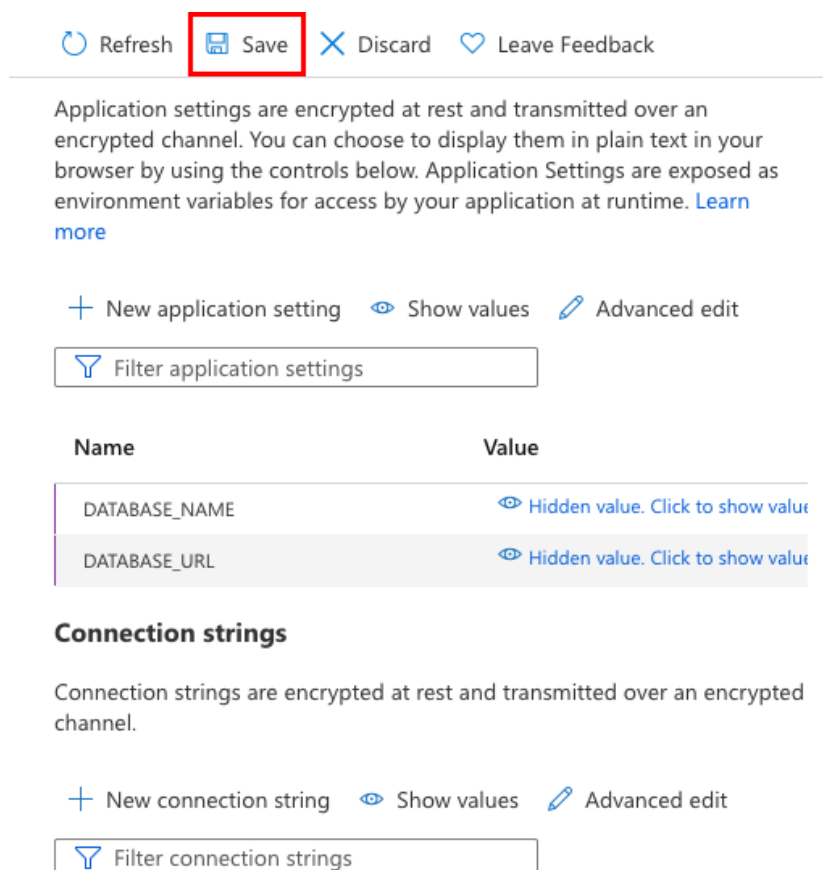 Refresh Save Discard Leave Feedback
Application settings are encrypted at rest and transmitted over an
encrypted channel. You can choose to display them in plain text in your
browser by using the controls below. Application Settings are exposed as
environment variables for access by your application at runtime. Learn
more
New application setting Show values Advanced edit
Filter application settings
Name Value
DATABASE_NAME Hidden value. Click to show value
DATABASE_URL Hidden value. Click to show value
Connection strings
Connection strings are encrypted at rest and transmitted over an encrypted
channel.
New connection string Show values Advanced edit
Filter connection strings